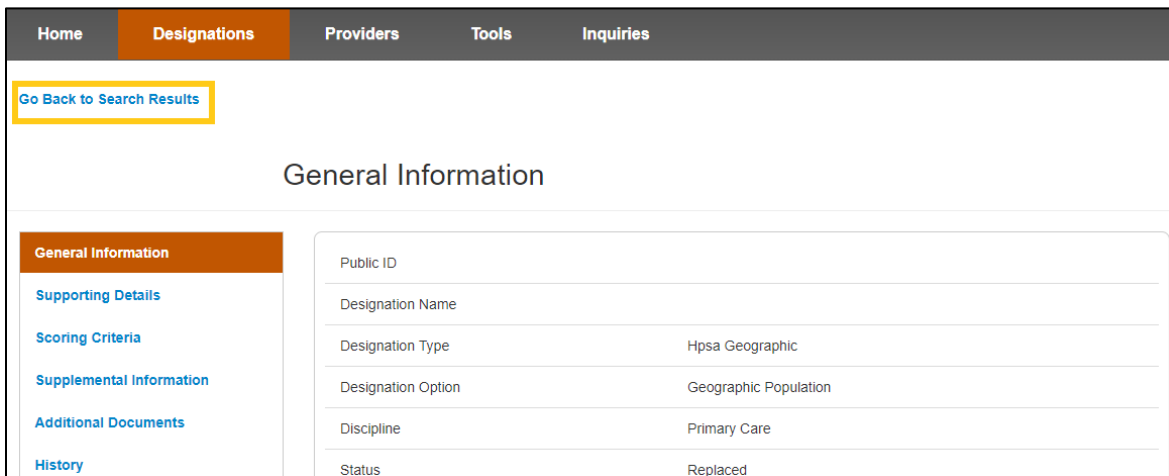 Home Designations Providers Tools Inquiries
Go Back to Search Results
General Information
General Information
Supporting Details
Scoring Criteria
Supplemental Information
Additional Documents
History
Public ID
Designation Name
Designation Type Hpsa Geographic
Designation Option Geographic Population
Discipline Primary Care
Status Replaced